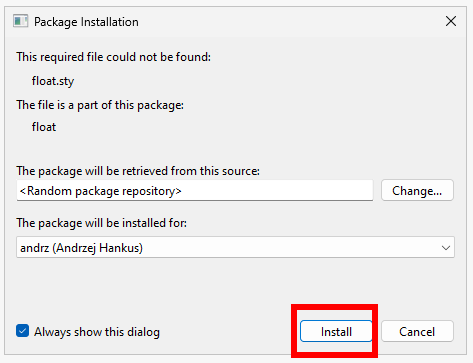 Package Installation
This required file could not be found:
float.sty
The file is a part of this package:
float
The package will be retrieved from this source:
<Random package repository>
Change...
The package will be installed for:
andrz (Andrzej Hankus)
Always show this dialog
Install
Cancel